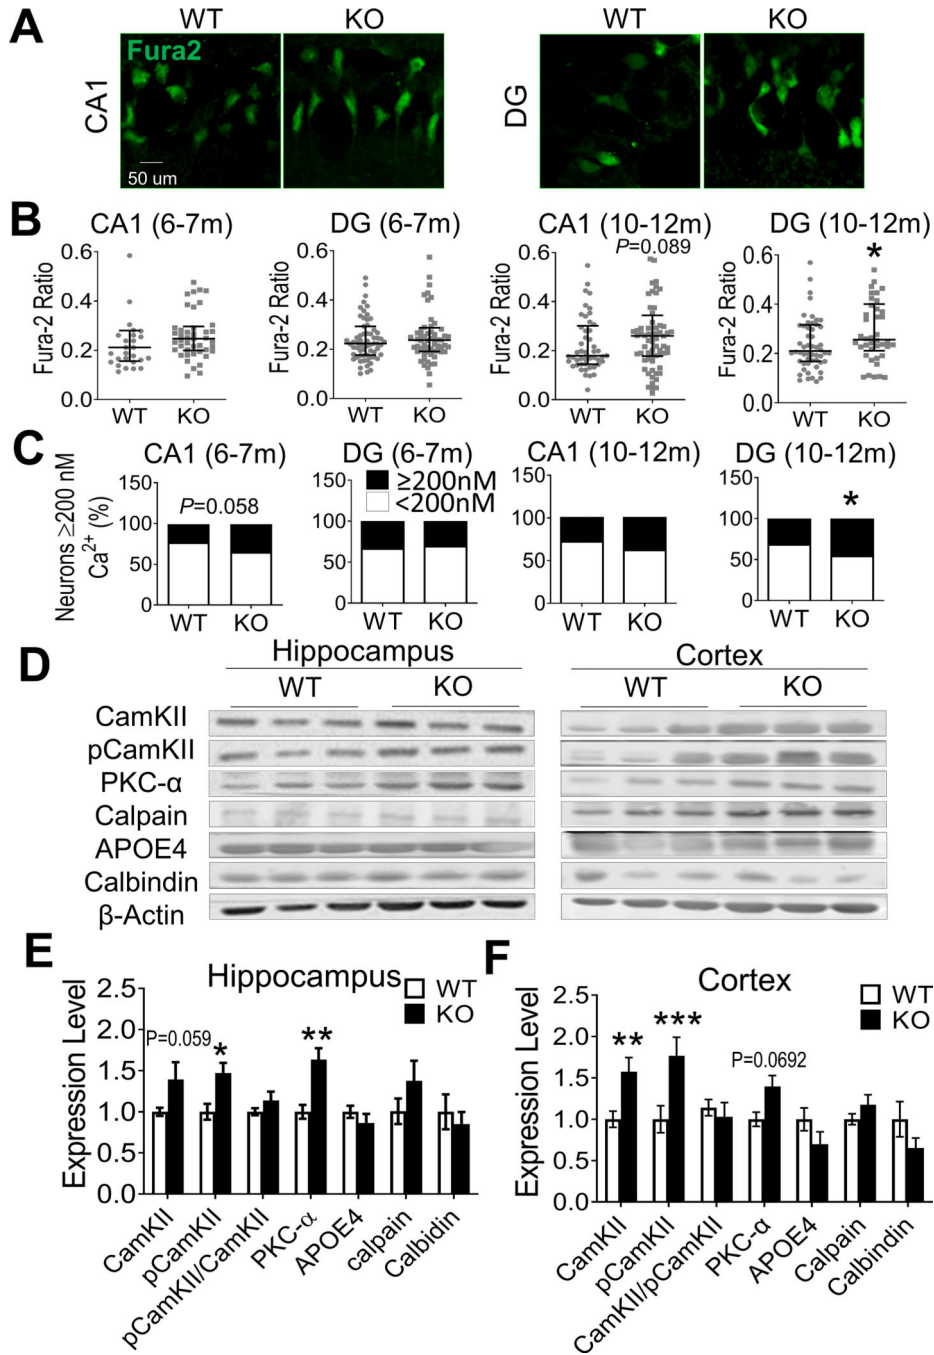 A
WT KO WT KO
Fura2
CA1
DG
50 um
B
CA1 (6-7m) DG (6-7m) CA1 (10-12m) DG (10-12m)
P=0.089
*
Fura-2 Ratio Fura-2 Ratio Fura-2 Ratio Fura-2 Ratio
0.6 0.6 0.6 0.6
0.4 0.4 0.4 0.4
0.2 0.2 0.2 0.2
0.0 0.0 0.0 0.0
WT KO WT KO WT KO WT KO
C
CA1 (6-7m) DG (6-7m) CA1 (10-12m) DG (10-12m)
Neurons ≥200 nM
Ca²⁺ (%)
≥200nM
<200nM
P=0.058
*
150 150 150 150
100 100 100 100
50 50 50 50
0 0 0 0
WT KO WT KO WT KO WT KO
D
Hippocampus Cortex
WT KO WT KO
CamKII
pCamKII
PKC-α
Calpain
APOE4
Calbindin
β-Actin
E
Hippocampus
WT
KO
Expression Level
2.5
2.0
1.5
1.0
0.5
0.0
P=0.059
*
**
CamKII
pCamKII
pCamKII/CamKII
PKC-α
APOE4
calpain
Calbidin
F
Cortex
WT
KO
Expression Level
2.5
2.0
1.5
1.0
0.5
0.0
**
***
P=0.0692
CamKII
pCamKII
CamKII/pCamKII
PKC-α
APOE4
Calpain
Calbindin